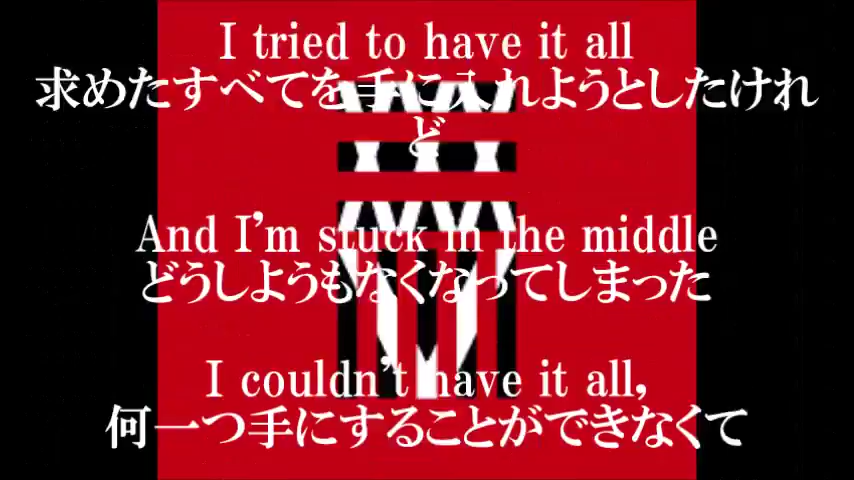 I tried to have it all
求めたすべてを手に入れようとしたけれ
ど
And I'm stuck in the middle
どうしようもなくなってしまった
I couldn't have it all,
何一つ手にすることができなくて